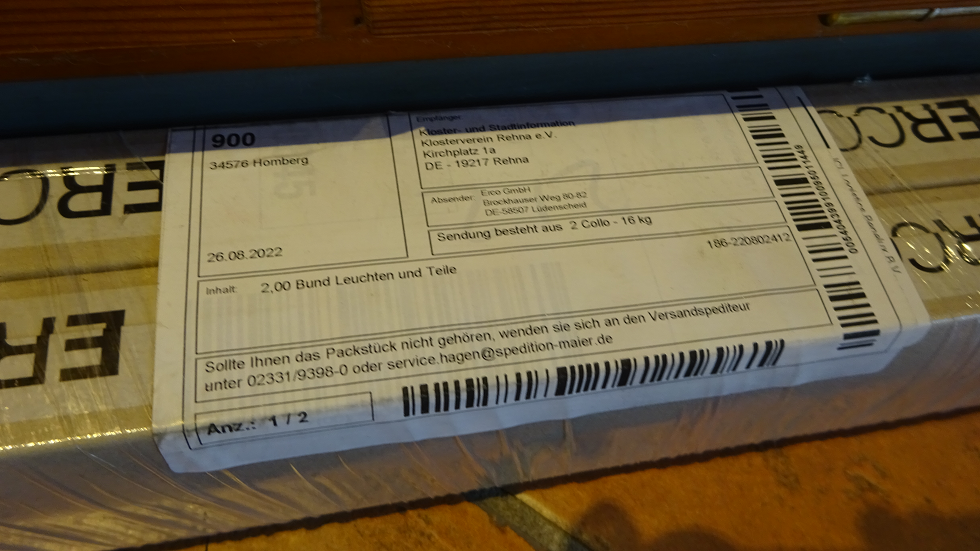 900
34576 Homberg
26.08.2022
Empfänger
Kloster- und Stadtinformation
Klosterverein Rehna e.V.
Kirchplatz 1a
DE - 19217 Rehna
Absender
Erco GmbH
Brockhauser Weg 80-82
DE-58507 Lüdenscheid
Sendung besteht aus 2 Collo - 16 kg
186-220802412
Inhalt: 2,00 Bund Leuchten und Teile
Sollte Ihnen das Packstück nicht gehören, wenden sie sich an den Versandspediteur
unter 02331/9398-0 oder service.hagen@spedition-maier.de
Anz.: 1 / 2
ERCO
ERCO